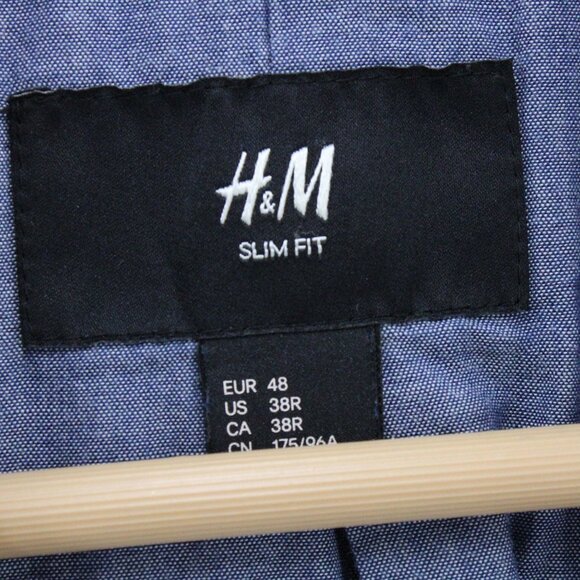 H&M
SLIM FIT
EUR 48
US 38R
CA 38R
CN 175/96A